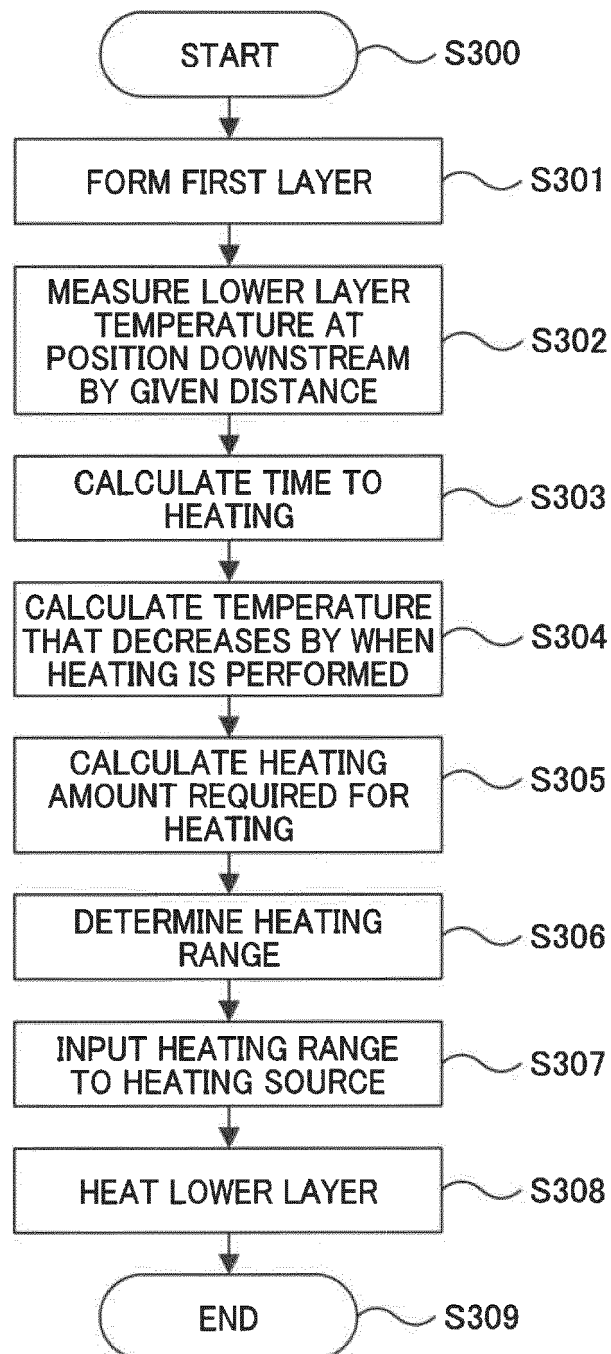 START
S300
FORM FIRST LAYER
S301
MEASURE LOWER LAYER
TEMPERATURE AT
POSITION DOWNSTREAM
BY GIVEN DISTANCE
S302
CALCULATE TIME TO
HEATING
S303
CALCULATE TEMPERATURE
THAT DECREASES BY WHEN
HEATING IS PERFORMED
S304
CALCULATE HEATING
AMOUNT REQUIRED FOR
HEATING
S305
DETERMINE HEATING
RANGE
S306
INPUT HEATING RANGE
TO HEATING SOURCE
S307
HEAT LOWER LAYER
S308
END
S309